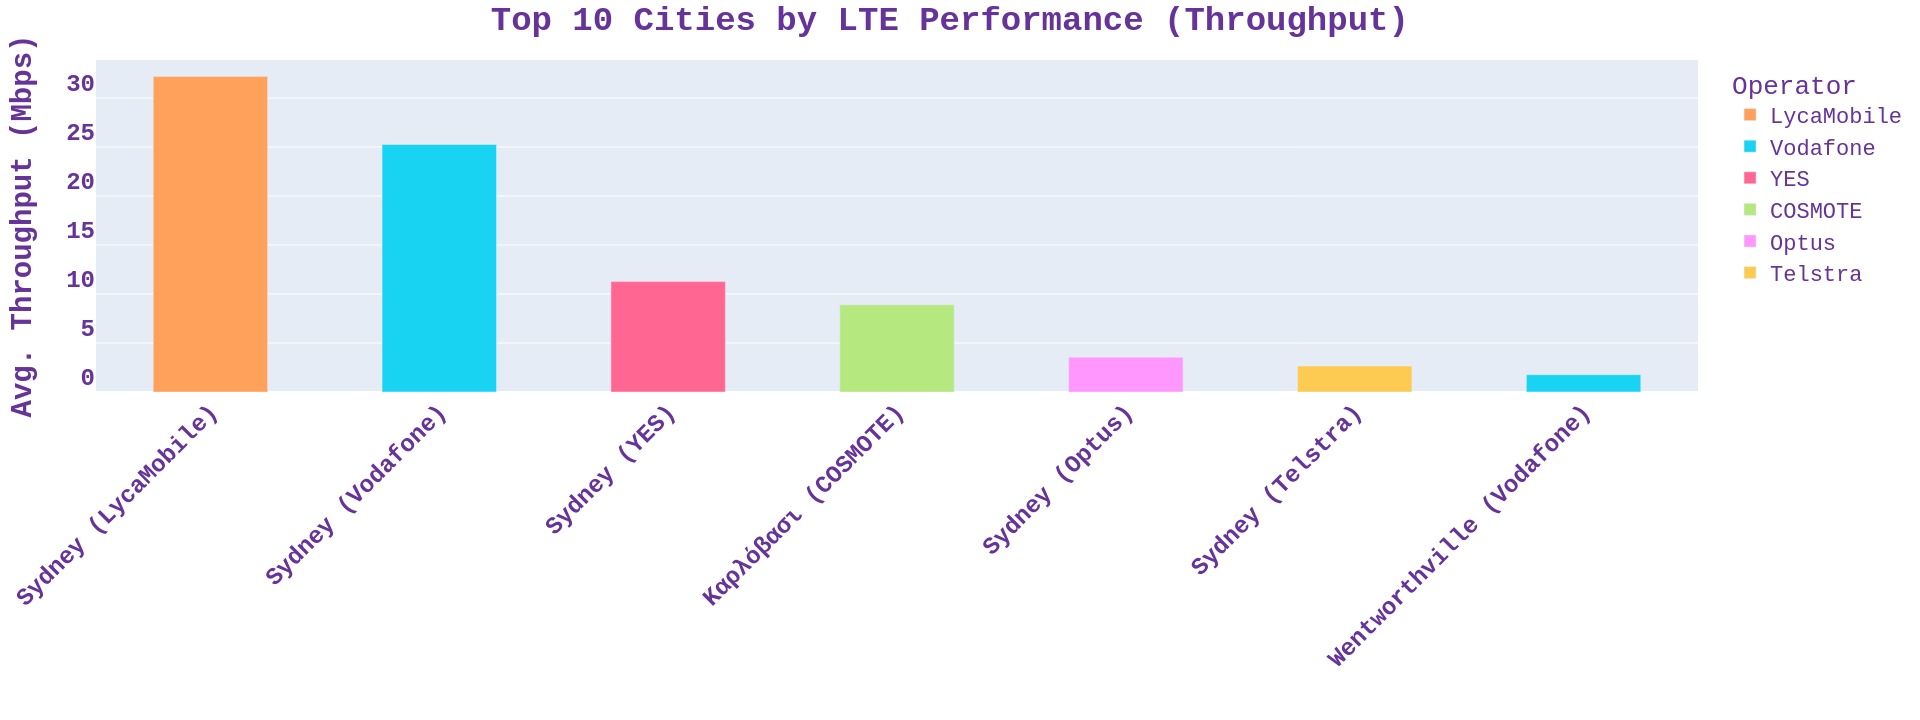 Top 10 Cities by LTE Performance (Throughput)
Avg. Throughput (Mbps)
30
25
20
15
10
5
0
Sydney (LycaMobile)
Sydney (Vodafone)
Sydney (YES)
Καρλόβασι (COSMOTE)
Sydney (Optus)
Sydney (Telstra)
Wentworthville (Vodafone)
Operator
LycaMobile
Vodafone
YES
COSMOTE
Optus
Telstra